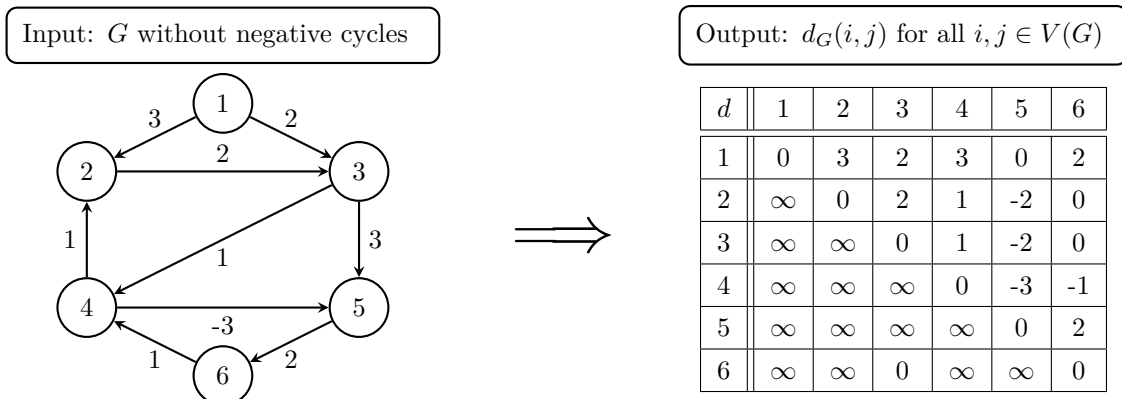 Input: G without negative cycles
Output: d_G(i, j) for all i, j ∈ V(G)
1
3
2
2
2
3
1
1
3
4
5
-3
1
2
6
⟹
d 1 2 3 4 5 6
1 0 3 2 3 0 2
2 ∞ 0 2 1 -2 0
3 ∞ ∞ 0 1 -2 0
4 ∞ ∞ ∞ 0 -3 -1
5 ∞ ∞ ∞ ∞ 0 2
6 ∞ ∞ 0 ∞ ∞ 0